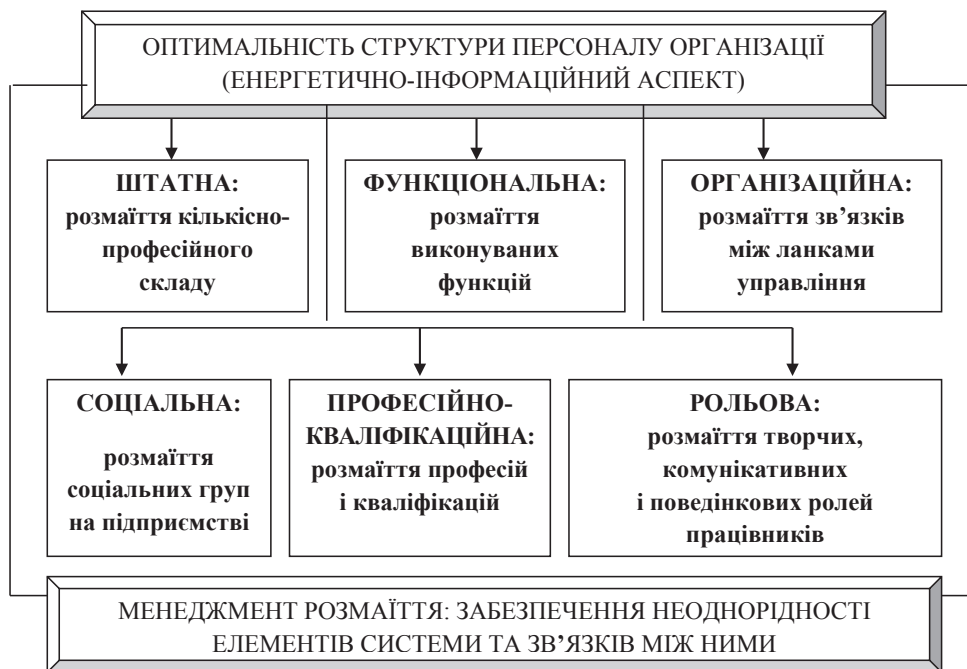 ОПТИМАЛЬНІСТЬ СТРУКТУРИ ПЕРСОНАЛУ ОРГАНІЗАЦІЇ
(ЕНЕРГЕТИЧНО-ІНФОРМАЦІЙНИЙ АСПЕКТ)
ШТАТНА:
розмаїття кількісно-
професійного
складу
ФУНКЦІОНАЛЬНА:
розмаїття
виконуваних
функцій
ОРГАНІЗАЦІЙНА:
розмаїття зв’язків
між ланками
управління
СОЦІАЛЬНА:
розмаїття
соціальних груп
на підприємстві
ПРОФЕСІЙНО-
КВАЛІФІКАЦІЙНА:
розмаїття професій
і кваліфікацій
РОЛЬОВА:
розмаїття творчих,
комунікативних
і поведінкових ролей
працівників
МЕНЕДЖМЕНТ РОЗМАЇТТЯ: ЗАБЕЗПЕЧЕННЯ НЕОДНОРІДНОСТІ
ЕЛЕМЕНТІВ СИСТЕМИ ТА ЗВ’ЯЗКІВ МІЖ НИМИ